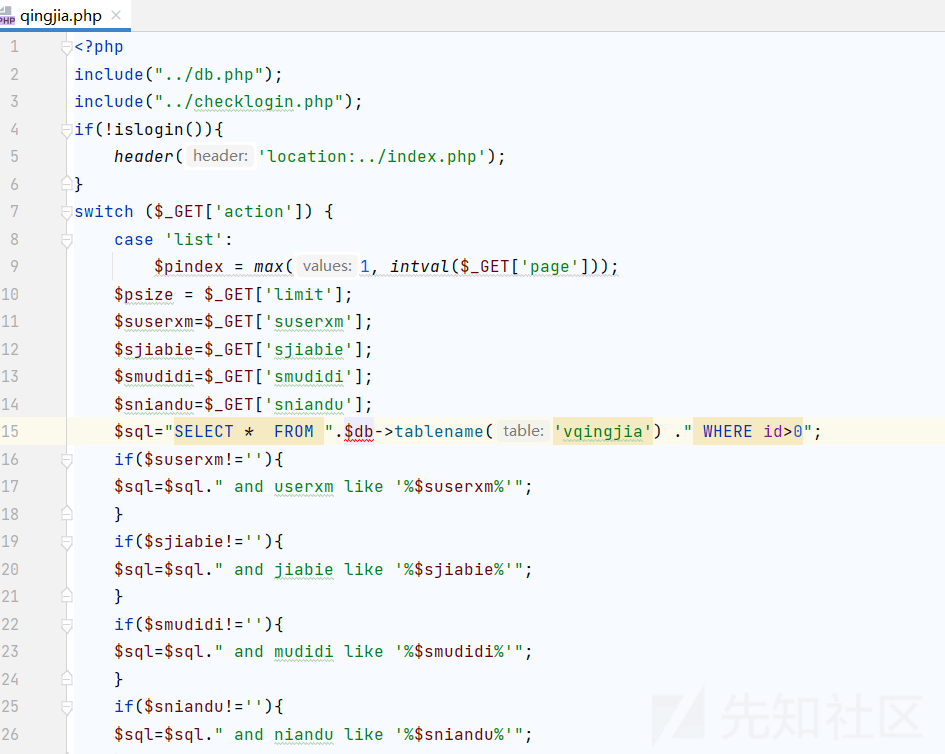 PHP qingjia.php
1 <?php
2 include("../db.php");
3 include("../checklogin.php");
4 if(!islogin()){
5 header( header: 'location:../index.php');
6 }
7 switch ($_GET['action']) {
8 case 'list':
9 $pindex = max( values: 1, intval($_GET['page']));
10 $psize = $_GET['limit'];
11 $suserxm=$_GET['suserxm'];
12 $sjiabie=$_GET['sjiabie'];
13 $smudidi=$_GET['smudidi'];
14 $sniandu=$_GET['sniandu'];
15 $sql="SELECT *  FROM ".$db->tablename( table: 'vqingjia') ." WHERE id>0";
16 if($suserxm!=''){
17 $sql=$sql." and userxm like '%$suserxm%'";
18 }
19 if($sjiabie!=''){
20 $sql=$sql." and jiabie like '%$sjiabie%'";
21 }
22 if($smudidi!=''){
23 $sql=$sql." and mudidi like '%$smudidi%'";
24 }
25 if($sniandu!=''){
26 $sql=$sql." and niandu like '%$sniandu%'";
先知社区